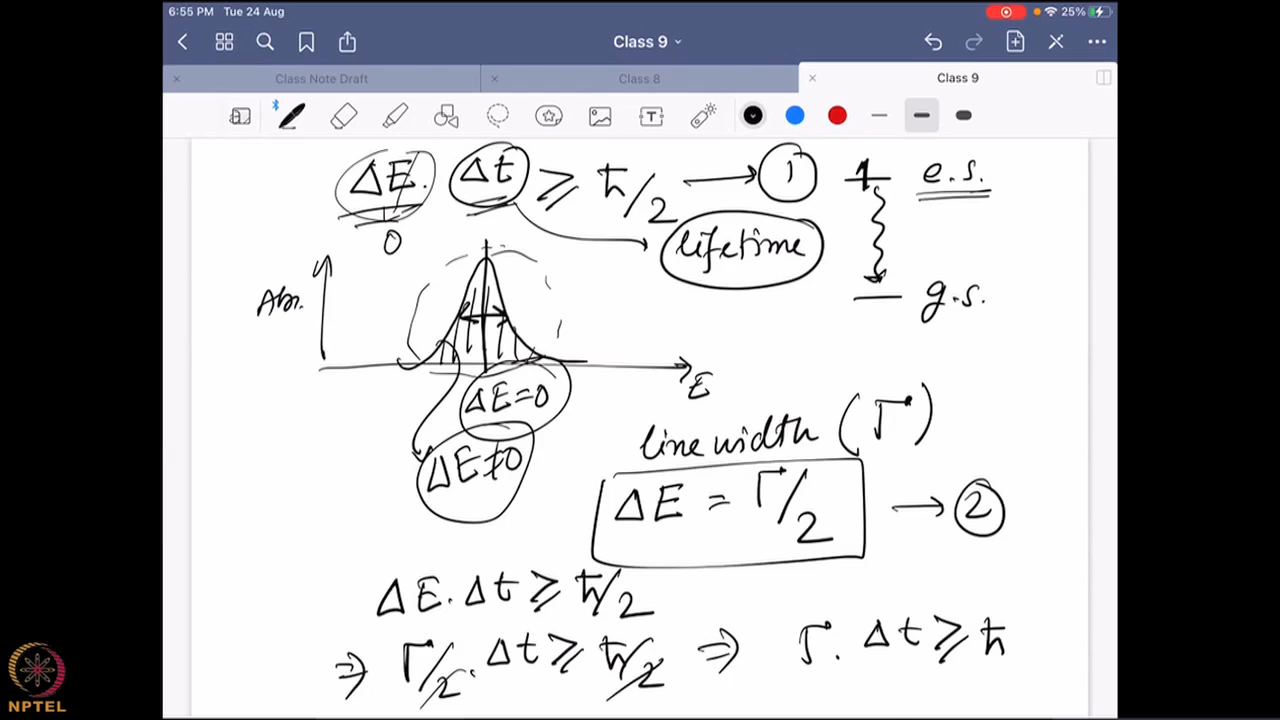 6:55 PM Tue 24 Aug 25%
Class 9
Class Note Draft Class 8 Class 9
ΔE. Δt ≥ ħ/2 → ① e.s.
0
lifetime
g.s.
Abs.
E
ΔE=0
ΔE≠0
line width (Γ)
ΔE = Γ/2 → ②
ΔE. Δt ≥ ħ/2
⇒ Γ/2. Δt ≥ ħ/2 ⇒ Γ. Δt ≥ ħ
NPTEL